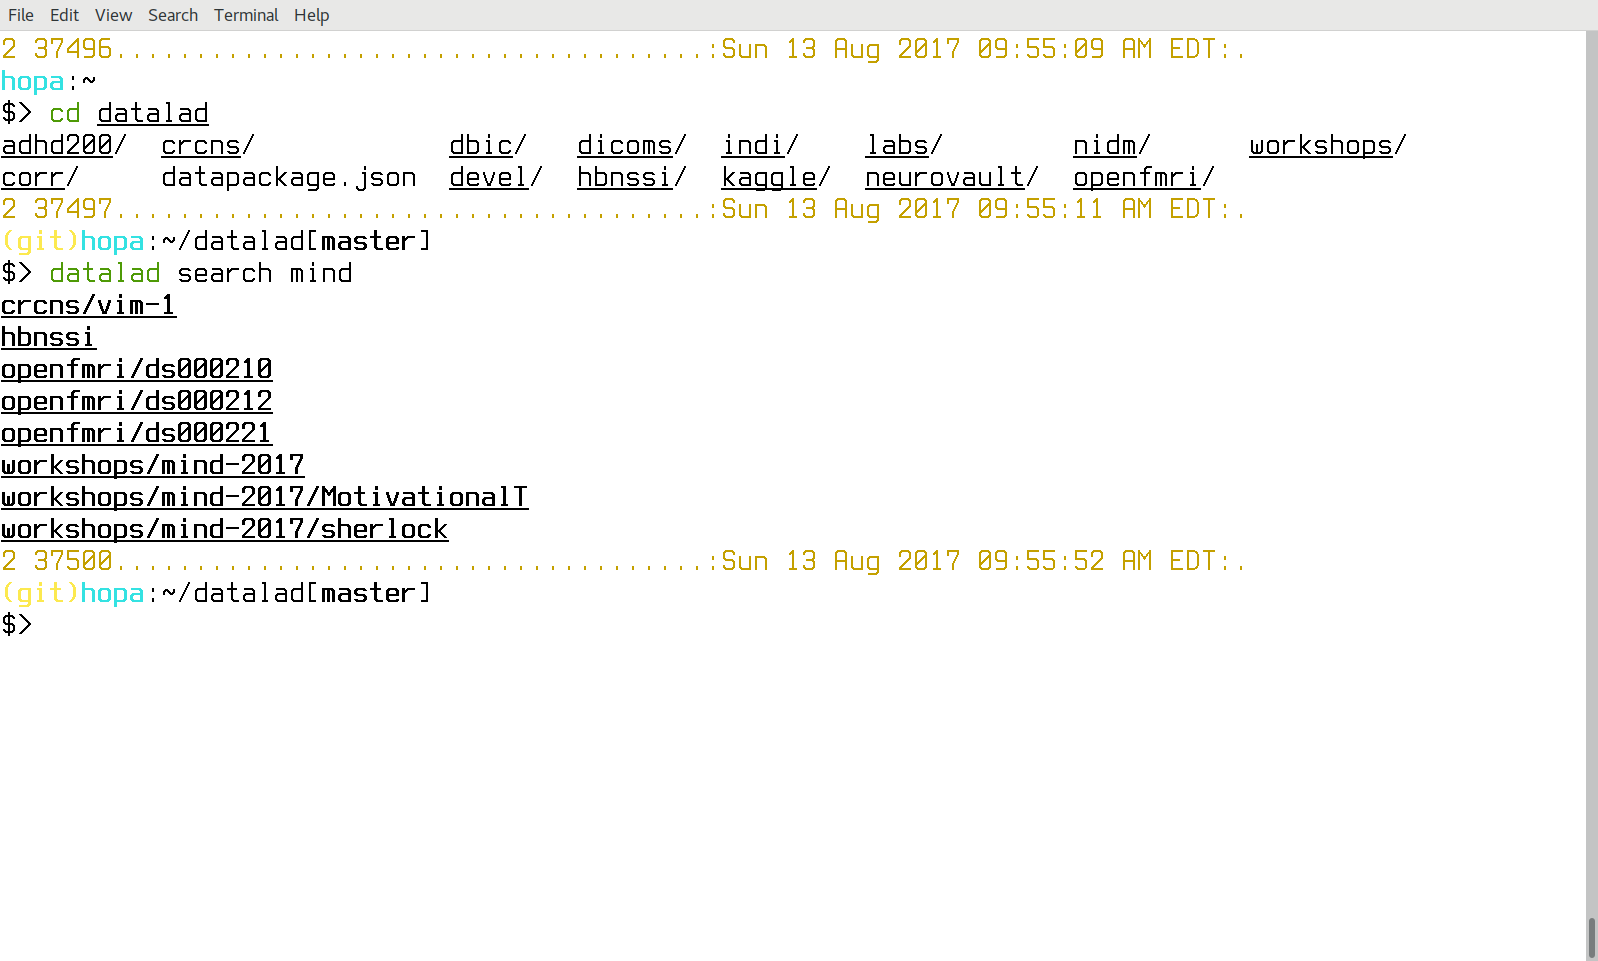 File Edit View Search Terminal Help
2 37496.....................................:Sun 13 Aug 2017 09:55:09 AM EDT:.
hopa:~
$> cd datalad
adhd200/  crcns/            dbic/   dicoms/  indi/    labs/        nidm/      workshops/
corr/     datapackage.json  devel/  hbnssi/  kaggle/  neurovault/  openfmri/
2 37497.....................................:Sun 13 Aug 2017 09:55:11 AM EDT:.
(git)hopa:~/datalad[master]
$> datalad search mind
crcns/vim-1
hbnssi
openfmri/ds000210
openfmri/ds000212
openfmri/ds000221
workshops/mind-2017
workshops/mind-2017/MotivationalT
workshops/mind-2017/sherlock
2 37500.....................................:Sun 13 Aug 2017 09:55:52 AM EDT:.
(git)hopa:~/datalad[master]
$>